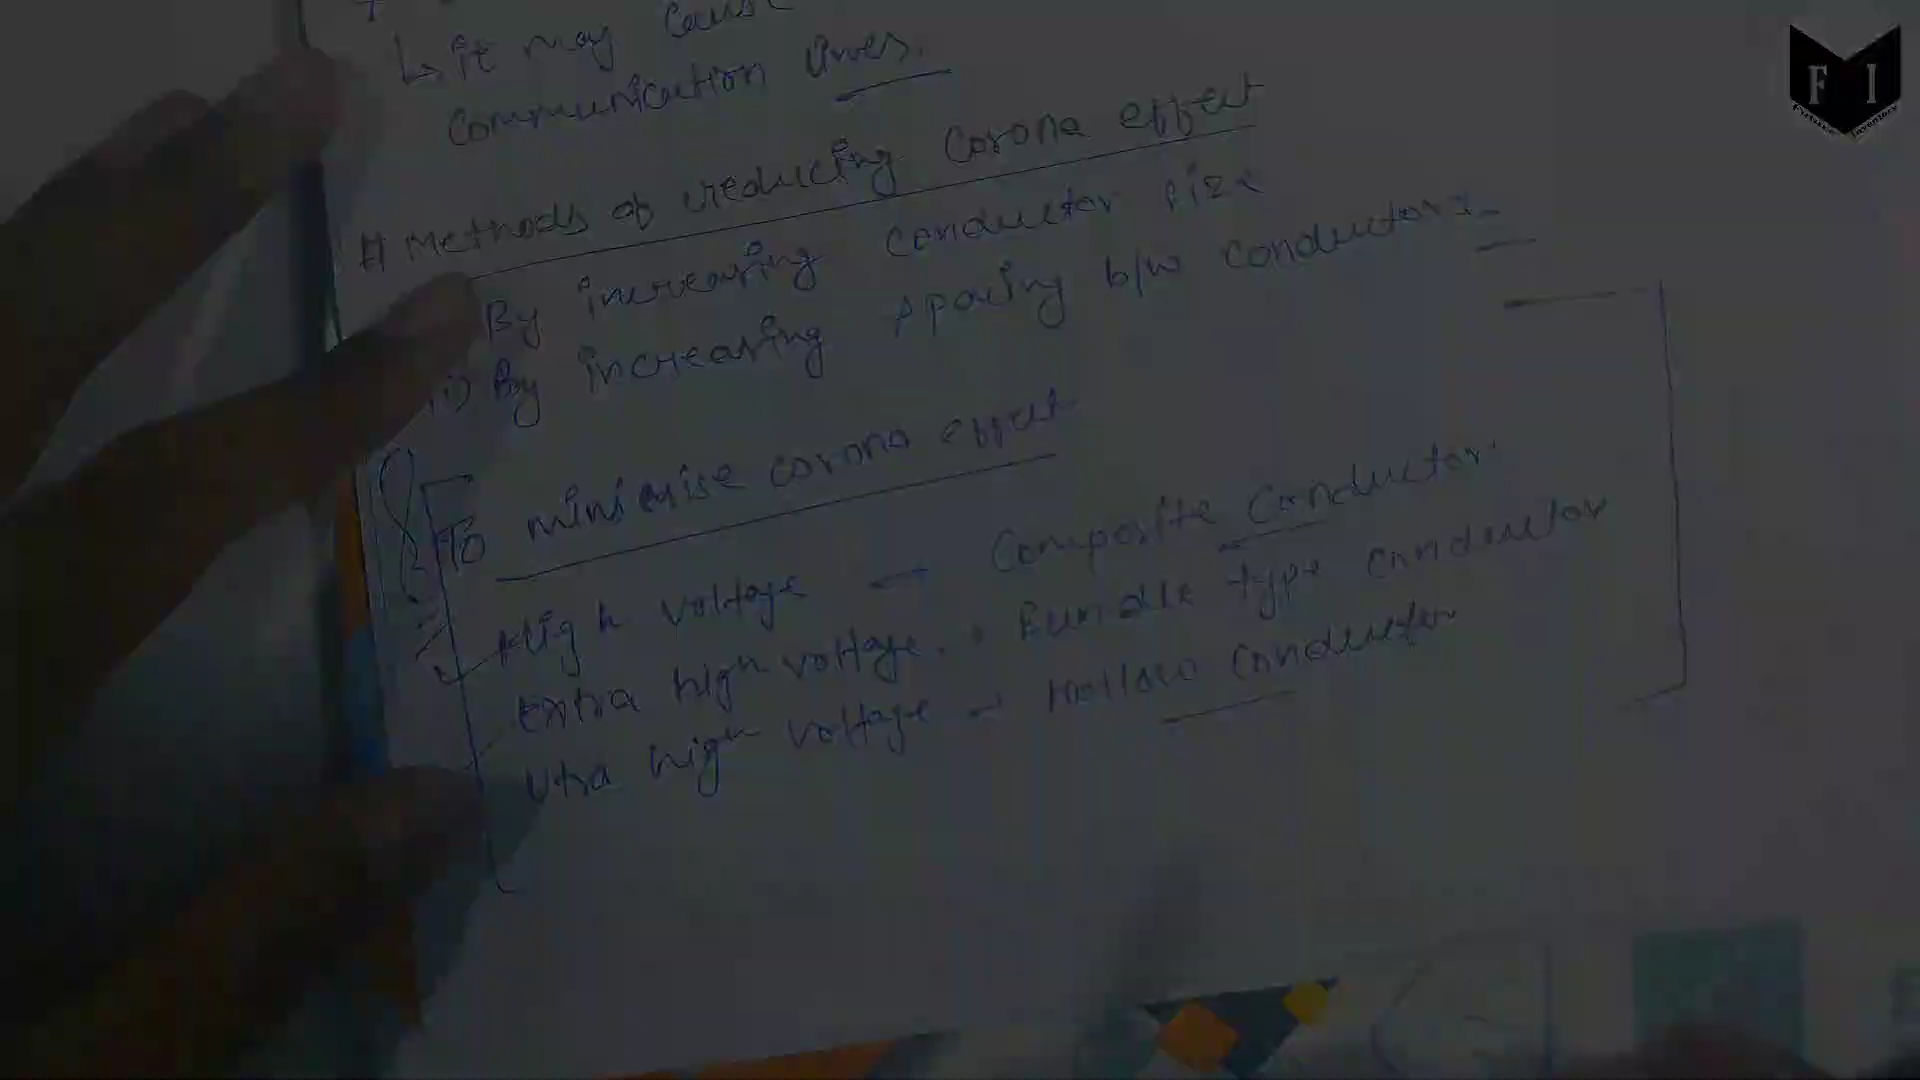 ↳ it may cause
communication lines.
# Methods of reducing corona effect
By increasing conductor size
ii) By increasing spacing b/w conductors
To minimise corona effect
High voltage → Composite Conductor.
Extra high voltage . Bundle type conductor
Utra high voltage → Hollow conductor
F I